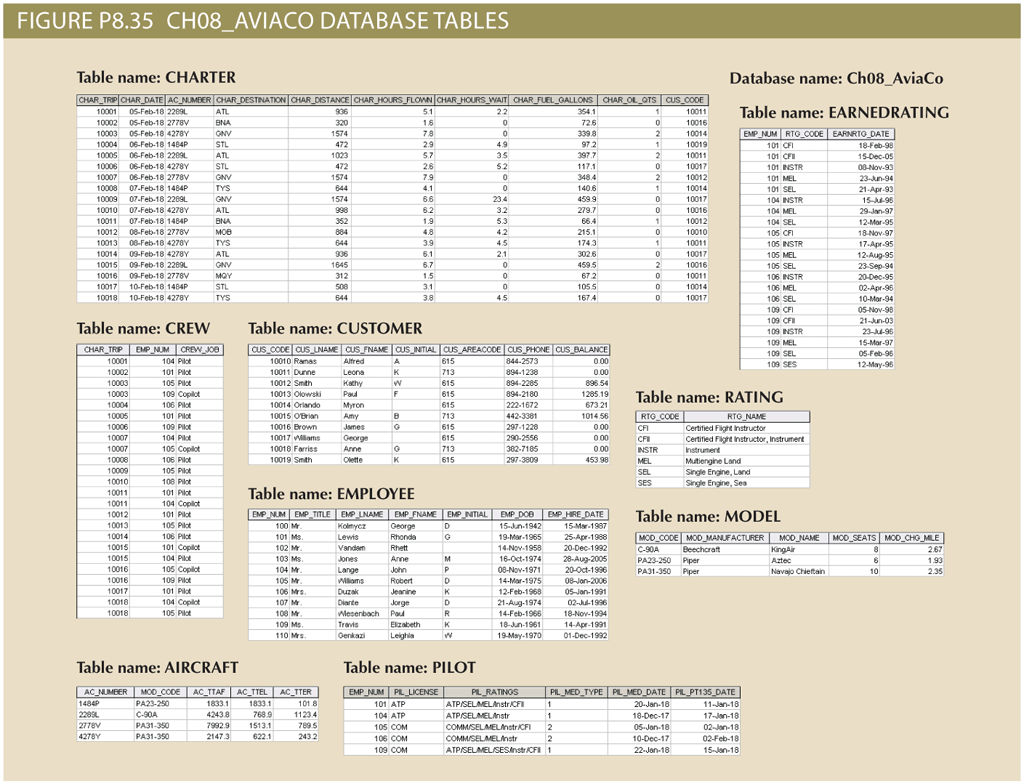 FIGURE P8.35 CH08_AVIACO DATABASE TABLES
Table name: CHARTER
CHAR_TRIP CHAR_DATE AC_NUMBER CHAR_DESTINATION CHAR_DISTANCE CHAR_HOURS_FLOWN CHAR_HOURS_WAIT CHAR_FUEL_GALLONS CHAR_OIL_QTS CUS_CODE
10001 05-Feb-18 2289L ATL 936 5.1 2.2 354.1 1 10011
10002 05-Feb-18 2778V BNA 320 1.6 0 72.6 0 10016
10003 05-Feb-18 4278Y GNV 1574 7.8 0 339.8 2 10014
10004 06-Feb-18 1484P STL 472 2.9 4.9 97.2 1 10019
10005 06-Feb-18 2289L ATL 1023 5.7 3.5 397.7 2 10011
10006 06-Feb-18 4278Y STL 472 2.6 5.2 117.1 0 10017
10007 06-Feb-18 2778V GNV 1574 7.9 0 348.4 2 10012
10008 07-Feb-18 1484P TYS 644 4.1 0 140.6 1 10014
10009 07-Feb-18 2289L GNV 1574 6.6 23.4 459.9 0 10017
10010 07-Feb-18 4278Y ATL 998 6.2 3.2 279.7 0 10016
10011 07-Feb-18 1484P BNA 352 1.9 5.3 66.4 1 10012
10012 08-Feb-18 2778V MOB 884 4.8 4.2 215.1 0 10010
10013 08-Feb-18 4278Y TYS 644 3.9 4.5 174.3 1 10011
10014 09-Feb-18 4278Y ATL 936 6.1 2.1 302.6 0 10017
10015 09-Feb-18 2289L GNV 1645 6.7 0 459.5 2 10016
10016 09-Feb-18 2778V MQY 312 1.5 0 67.2 0 10011
10017 10-Feb-18 1484P STL 508 3.1 0 105.5 0 10014
10018 10-Feb-18 4278Y TYS 644 3.8 4.5 167.4 0 10017
Database name: Ch08_AviaCo
Table name: EARNEDRATING
EMP_NUM RTG_CODE EARNRTG_DATE
101 CFI 18-Feb-98
101 CFII 15-Dec-05
101 INSTR 08-Nov-93
101 MEL 23-Jun-94
101 SEL 21-Apr-93
104 INSTR 15-Jul-96
104 MEL 29-Jan-97
104 SEL 12-Mar-95
105 CFI 18-Nov-97
105 INSTR 17-Apr-95
105 MEL 12-Aug-95
105 SEL 23-Sep-94
106 INSTR 20-Dec-95
106 MEL 02-Apr-96
106 SEL 10-Mar-94
109 CFI 05-Nov-98
109 CFII 21-Jun-03
109 INSTR 23-Jul-96
109 MEL 15-Mar-97
109 SEL 05-Feb-96
109 SES 12-May-96
Table name: CREW
CHAR_TRIP EMP_NUM CREW_JOB
10001 104 Pilot
10002 101 Pilot
10003 105 Pilot
10003 109 Copilot
10004 106 Pilot
10005 101 Pilot
10006 109 Pilot
10007 104 Pilot
10007 105 Copilot
10008 106 Pilot
10009 105 Pilot
10010 108 Pilot
10011 101 Pilot
10011 104 Copilot
10012 101 Pilot
10013 105 Pilot
10014 106 Pilot
10015 101 Copilot
10015 104 Pilot
10016 105 Copilot
10016 109 Pilot
10017 101 Pilot
10018 104 Copilot
10018 105 Pilot
Table name: CUSTOMER
CUS_CODE CUS_LNAME CUS_FNAME CUS_INITIAL CUS_AREACODE CUS_PHONE CUS_BALANCE
10010 Ramas Alfred A 615 844-2573 0.00
10011 Dunne Leona K 713 894-1238 0.00
10012 Smith Kathy W 615 894-2285 896.54
10013 Olowski Paul F 615 894-2180 1285.19
10014 Orlando Myron 615 222-1672 673.21
10015 O'Brian Amy B 713 442-3381 1014.56
10016 Brown James G 615 297-1228 0.00
10017 Williams George 615 290-2556 0.00
10018 Farriss Anne G 713 382-7185 0.00
10019 Smith Olette K 615 297-3809 453.98
Table name: RATING
RTG_CODE RTG_NAME
CFI Certified Flight Instructor
CFII Certified Flight Instructor, Instrument
INSTR Instrument
MEL Multiengine Land
SEL Single Engine, Land
SES Single Engine, Sea
Table name: EMPLOYEE
EMP_NUM EMP_TITLE EMP_LNAME EMP_FNAME EMP_INITIAL EMP_DOB EMP_HIRE_DATE
100 Mr. Kolmycz George D 15-Jun-1942 15-Mar-1987
101 Ms. Lewis Rhonda G 19-Mar-1965 25-Apr-1988
102 Mr. Vandam Rhett 14-Nov-1958 20-Dec-1992
103 Ms. Jones Anne M 16-Oct-1974 28-Aug-2005
104 Mr. Lange John P 08-Nov-1971 20-Oct-1996
105 Mr. Williams Robert D 14-Mar-1975 08-Jan-2006
106 Mrs. Duzak Jeanine K 12-Feb-1968 05-Jan-1991
107 Mr. Diante Jorge D 21-Aug-1974 02-Jul-1996
108 Mr. Wiesenbach Paul R 14-Feb-1966 18-Nov-1994
109 Ms. Travis Elizabeth K 18-Jun-1961 14-Apr-1991
110 Mrs. Genkazi Leighla W 19-May-1970 01-Dec-1992
Table name: MODEL
MOD_CODE MOD_MANUFACTURER MOD_NAME MOD_SEATS MOD_CHG_MILE
C-90A Beechcraft KingAir 8 2.67
PA23-250 Piper Aztec 6 1.93
PA31-350 Piper Navajo Chieftain 10 2.35
Table name: AIRCRAFT
AC_NUMBER MOD_CODE AC_TTAF AC_TTEL AC_TTER
1484P PA23-250 1833.1 1833.1 101.8
2289L C-90A 4243.8 768.9 1123.4
2778V PA31-350 7992.9 1513.1 789.5
4278Y PA31-350 2147.3 622.1 243.2
Table name: PILOT
EMP_NUM PIL_LICENSE PIL_RATINGS PIL_MED_TYPE PIL_MED_DATE PIL_PT135_DATE
101 ATP ATP/SEL/MEL/Instr/CFII 1 20-Jan-18 11-Jan-18
104 ATP ATP/SEL/MEL/Instr 1 18-Dec-17 17-Jan-18
105 COM COMM/SEL/MEL/Instr/CFI 2 05-Jan-18 02-Jan-18
106 COM COMM/SEL/MEL/Instr 2 10-Dec-17 02-Feb-18
109 COM ATP/SEL/MEL/SES/Instr/CFII 1 22-Jan-18 15-Jan-18